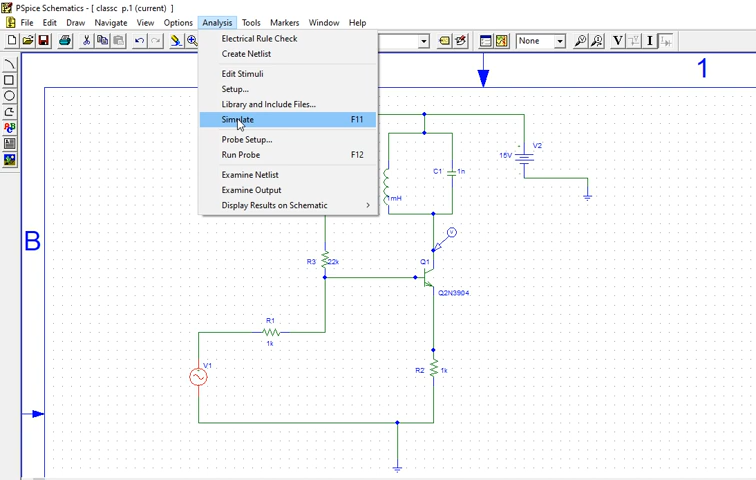 PSpice Schematics - [ classc  p.1 (current)  ]
File Edit Draw Navigate View Options Analysis Tools Markers Window Help
None
V I
Electrical Rule Check
Create Netlist
Edit Stimuli
Setup...
Library and Include Files...
Simulate F11
Probe Setup...
Run Probe F12
Examine Netlist
Examine Output
Display Results on Schematic
1
B
V2
15V
C1 1n
1mH
V
R3 22k
Q1
Q2N3904
R1
1k
V1
R2 1k